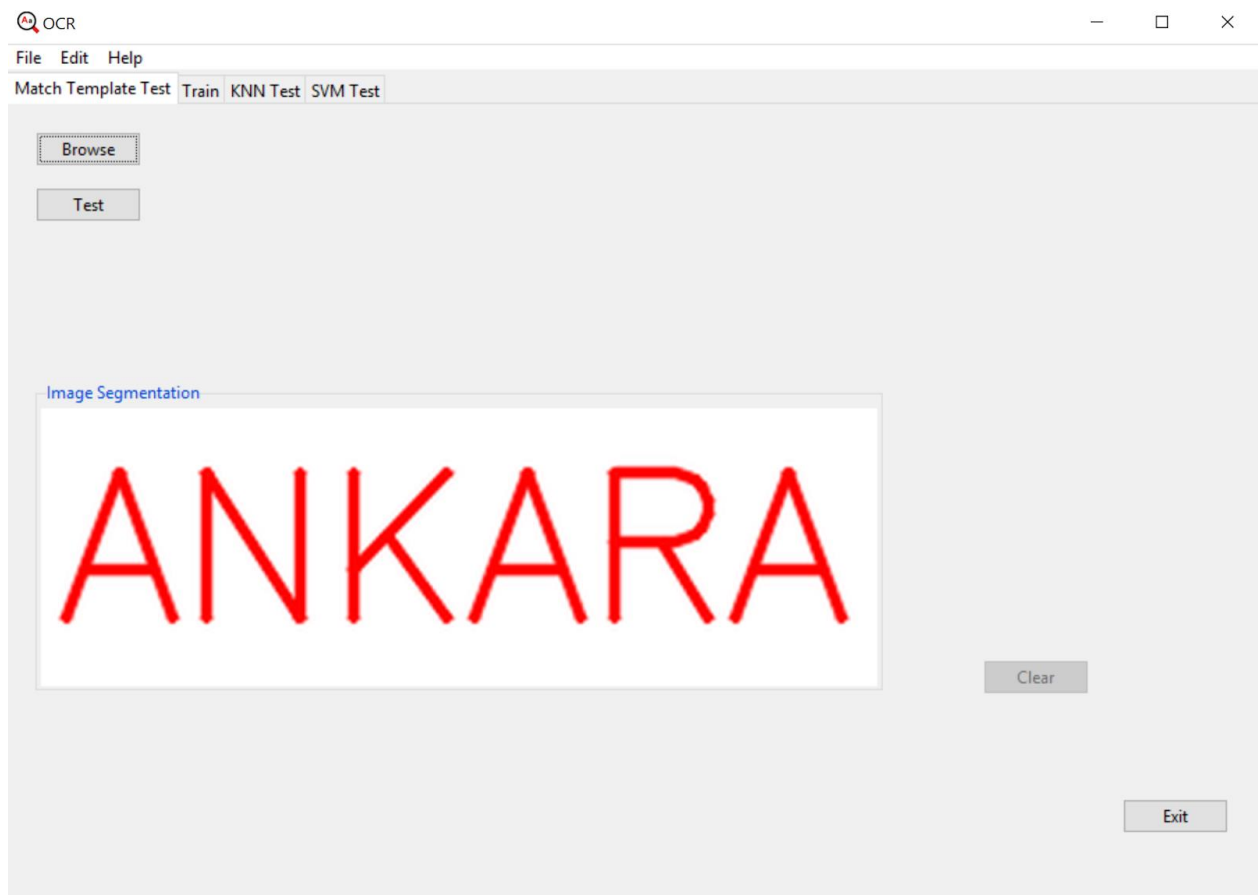 OCR
File Edit Help
Match Template Test Train KNN Test SVM Test
Browse
Test
Image Segmentation
ANKARA
Clear
Exit